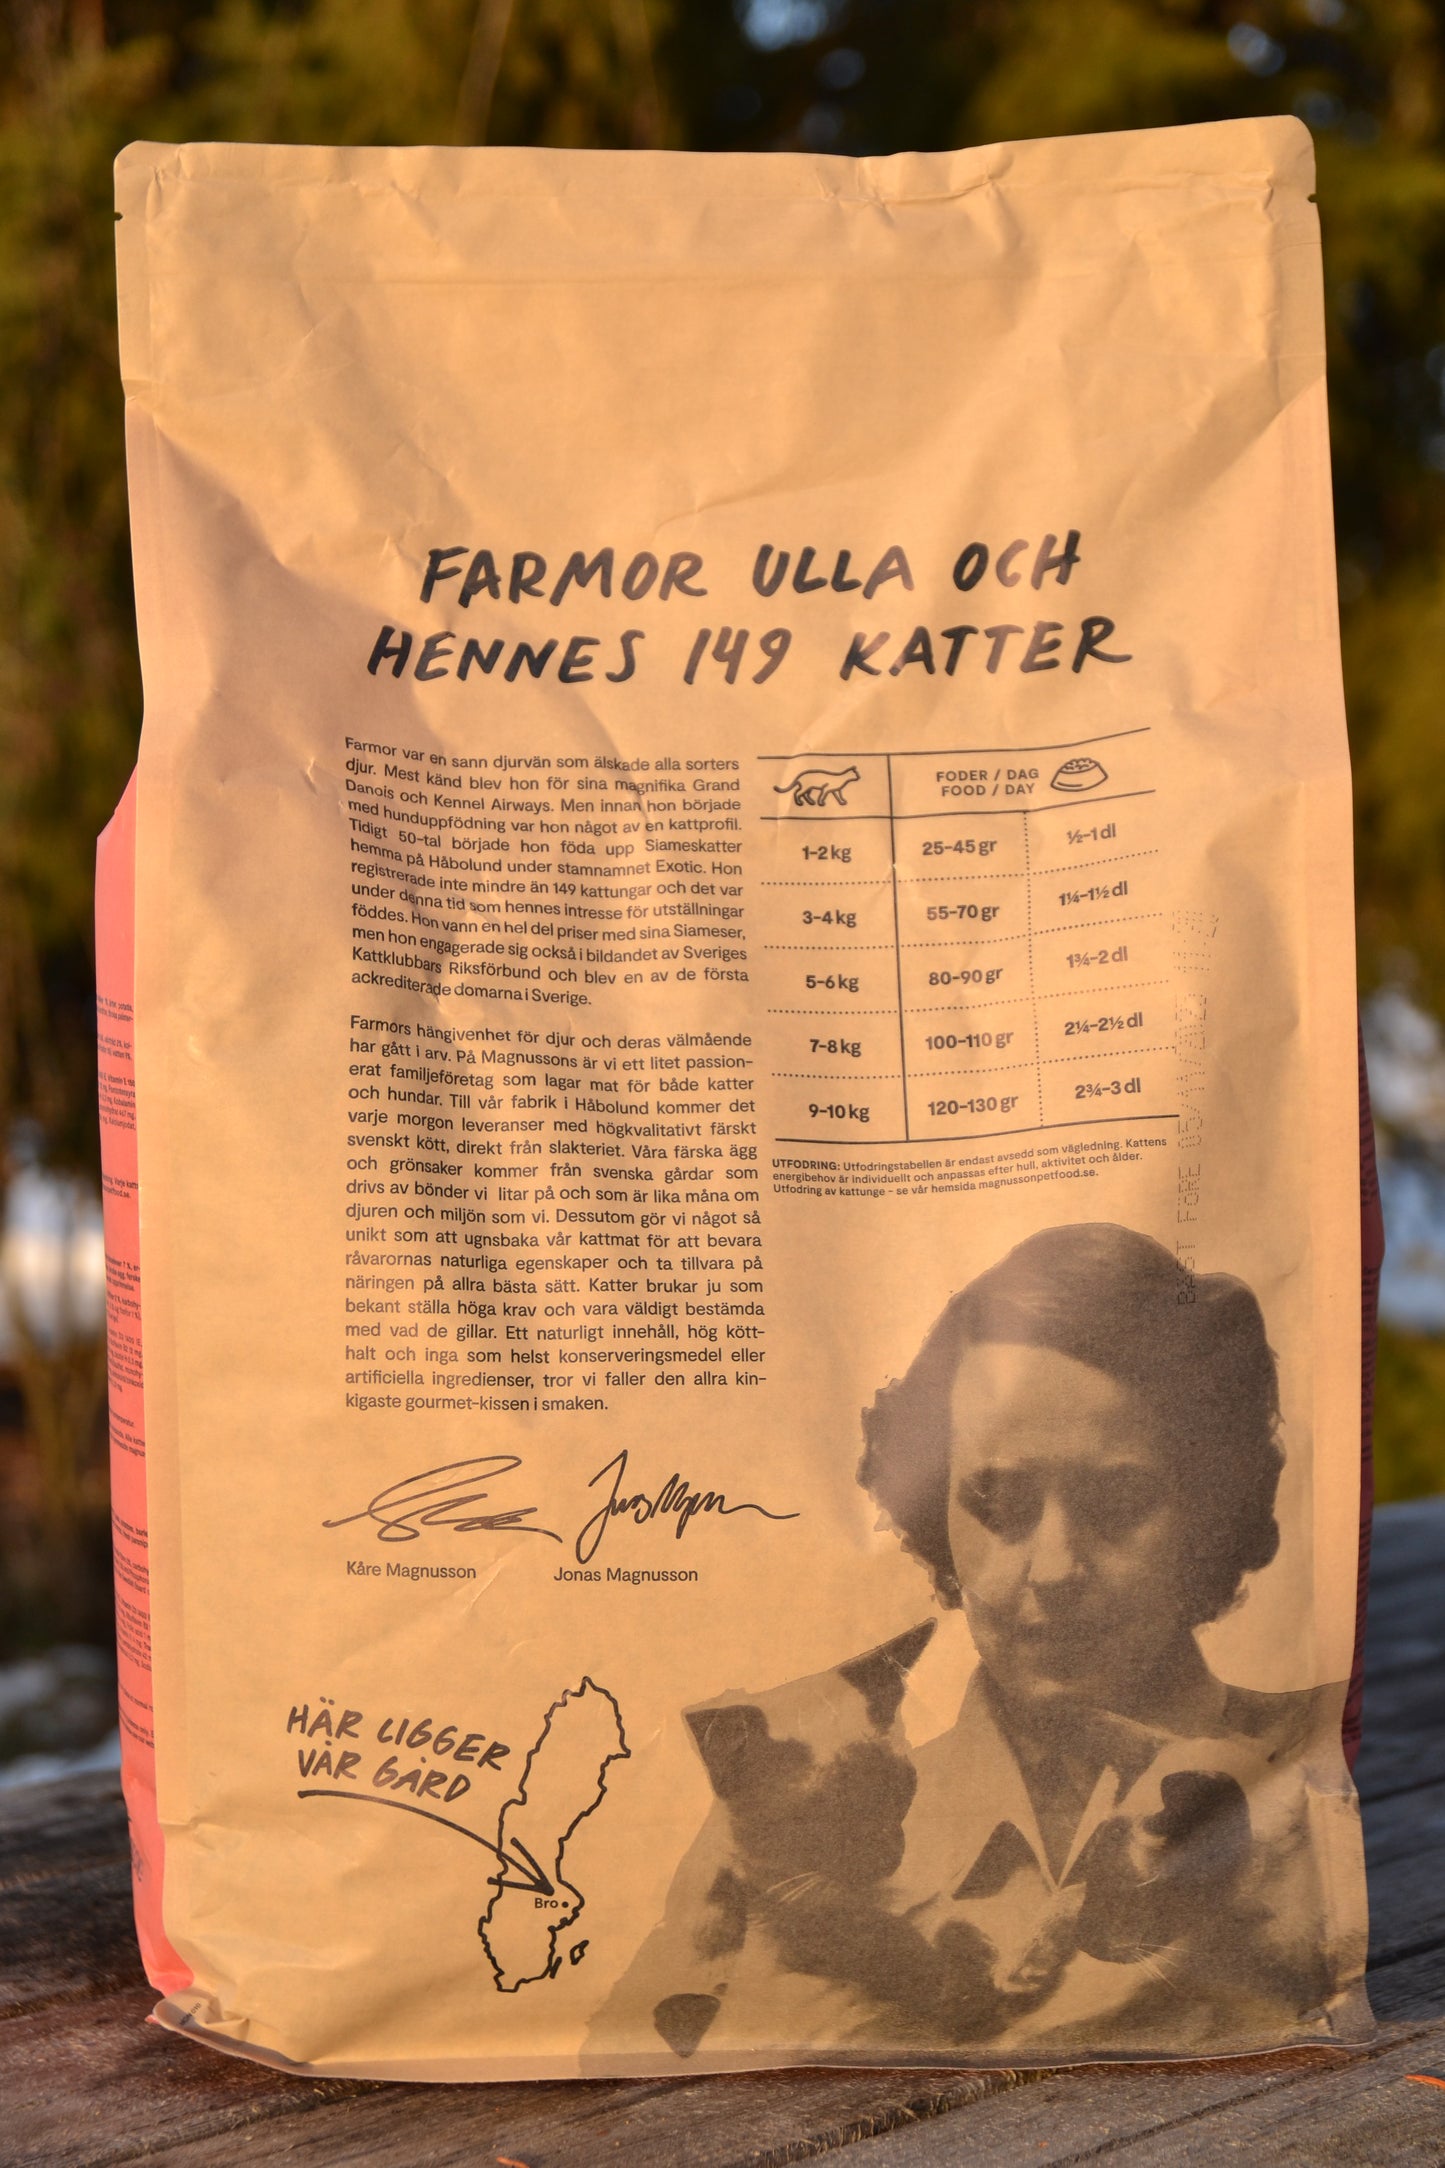 FARMOR ULLA OCH
HENNES 149 KATTER
Farmor var en sann djurvän som älskade alla sorters
djur. Mest känd blev hon för sina magnifika Grand
Danois och Kennel Airways. Men innan hon började
med hunduppfödning var hon något av en kattprofil.
Tidigt 50-tal började hon föda upp Siameskatter
hemma på Håbolund under stamnamnet Exotic. Hon
registrerade inte mindre än 149 kattungar och det var
under denna tid som hennes intresse för utställningar
föddes. Hon vann en hel del priser med sina Siameser,
men hon engagerade sig också i bildandet av Sveriges
Kattklubbars Riksförbund och blev en av de första
ackrediterade domarna i Sverige.
Farmors hängivenhet för djur och deras välmående
har gått i arv. På Magnussons är vi ett litet passion-
erat familjeföretag som lagar mat för både katter
och hundar. Till vår fabrik i Håbolund kommer det
varje morgon leveranser med högkvalitativt färskt
svenskt kött, direkt från slakteriet. Våra färska ägg
och grönsaker kommer från svenska gårdar som
drivs av bönder vi litar på och som är lika måna om
djuren och miljön som vi. Dessutom gör vi något så
unikt som att ugnsbaka vår kattmat för att bevara
råvarornas naturliga egenskaper och ta tillvara på
näringen på allra bästa sätt. Katter brukar ju som
bekant ställa höga krav och vara väldigt bestämda
med vad de gillar. Ett naturligt innehåll, hög kött-
halt och inga som helst konserveringsmedel eller
artificiella ingredienser, tror vi faller den allra kin-
kigaste gourmet-kissen i smaken.
Kåre Magnusson Jonas Magnusson
FODER / DAG
FOOD / DAY
1-2 kg 25-45 gr ½-1 dl
3-4 kg 55-70 gr 1¼-1½ dl
5-6 kg 80-90 gr 1¾-2 dl
7-8 kg 100-110 gr 2¼-2½ dl
9-10 kg 120-130 gr 2¾-3 dl
UTFODRING: Utfodringstabellen är endast avsedd som vägledning. Kattens
energibehov är individuellt och anpassas efter hull, aktivitet och ålder.
Utfodring av kattunge - se vår hemsida magnussonpetfood.se.
BÄST FÖRE
HÄR LIGGER
VÅR GÅRD
Bro